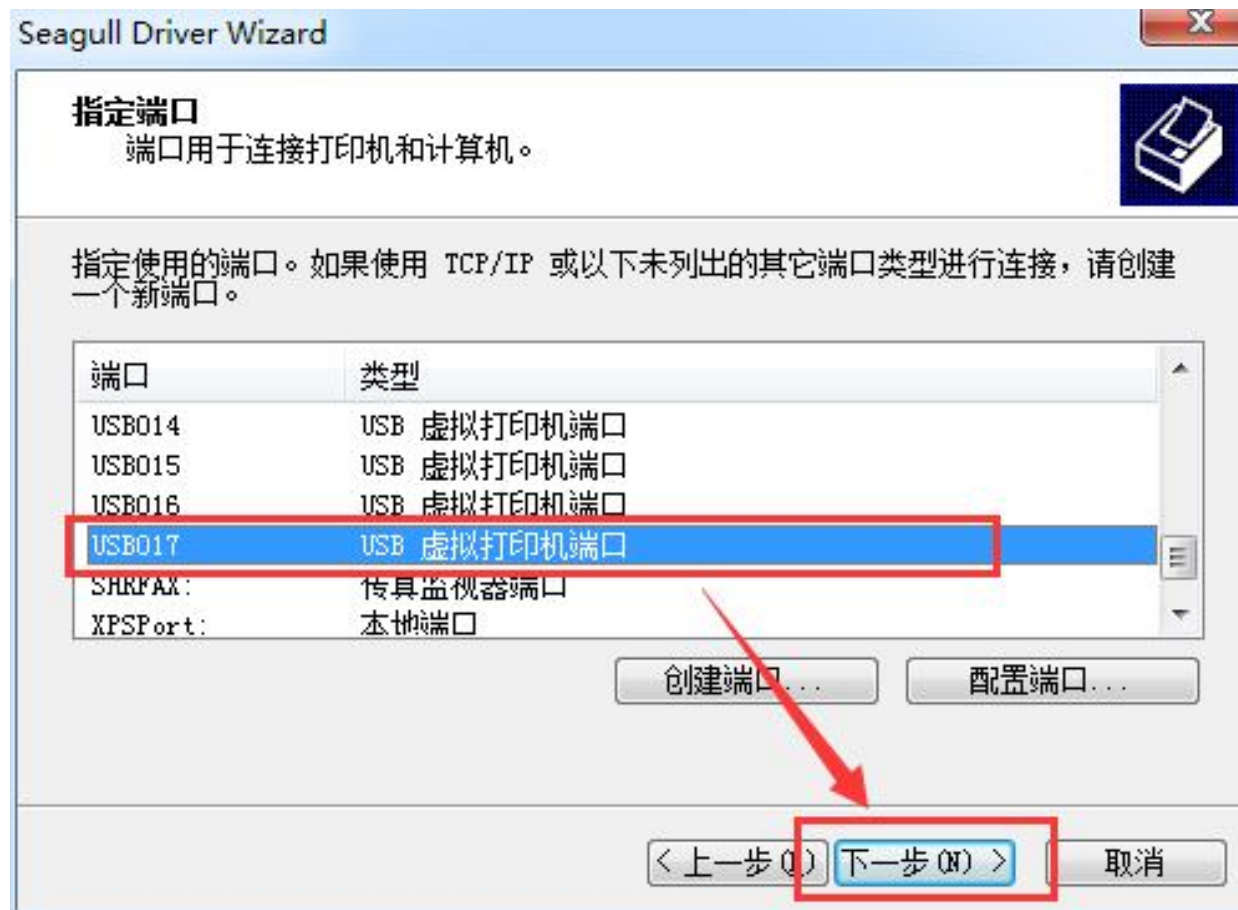 Seagull Driver Wizard
指定端口
端口用于连接打印机和计算机。
指定使用的端口。如果使用 TCP/IP 或以下未列出的其它端口类型进行连接，请创建
一个新端口。
端口 类型
USB014 USB 虚拟打印机端口
USB015 USB 虚拟打印机端口
USB016 USB 虚拟打印机端口
USB017 USB 虚拟打印机端口
SHRFAX: 传真监视器端口
XPSPort: 本地端口
创建端口... 配置端口...
< 上一步 下一步(N) > 取消